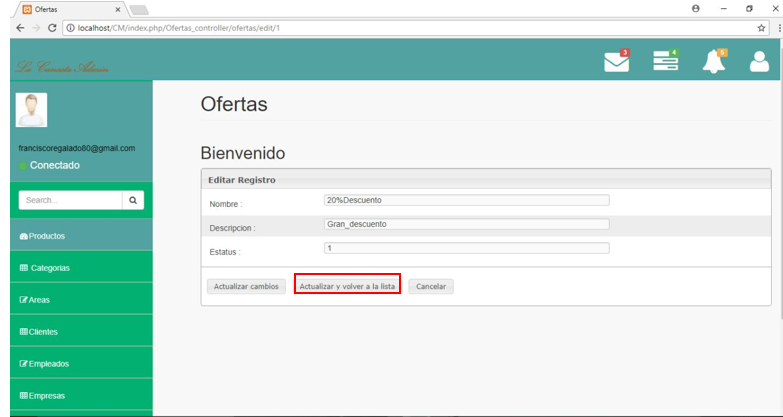 Ofertas
localhost/CM/index.php/Ofertas_controller/ofertas/edit/1
La Canasta Admin
3
4
5
franciscoregalado80@gmail.com
Conectado
Search...
Productos
Categorias
Areas
Clientes
Empleados
Empresas
Ofertas
Bienvenido
Editar Registro
Nombre :
20%Descuento
Descripcion :
Gran_descuento
Estatus :
1
Actualizar cambios
Actualizar y volver a la lista
Cancelar